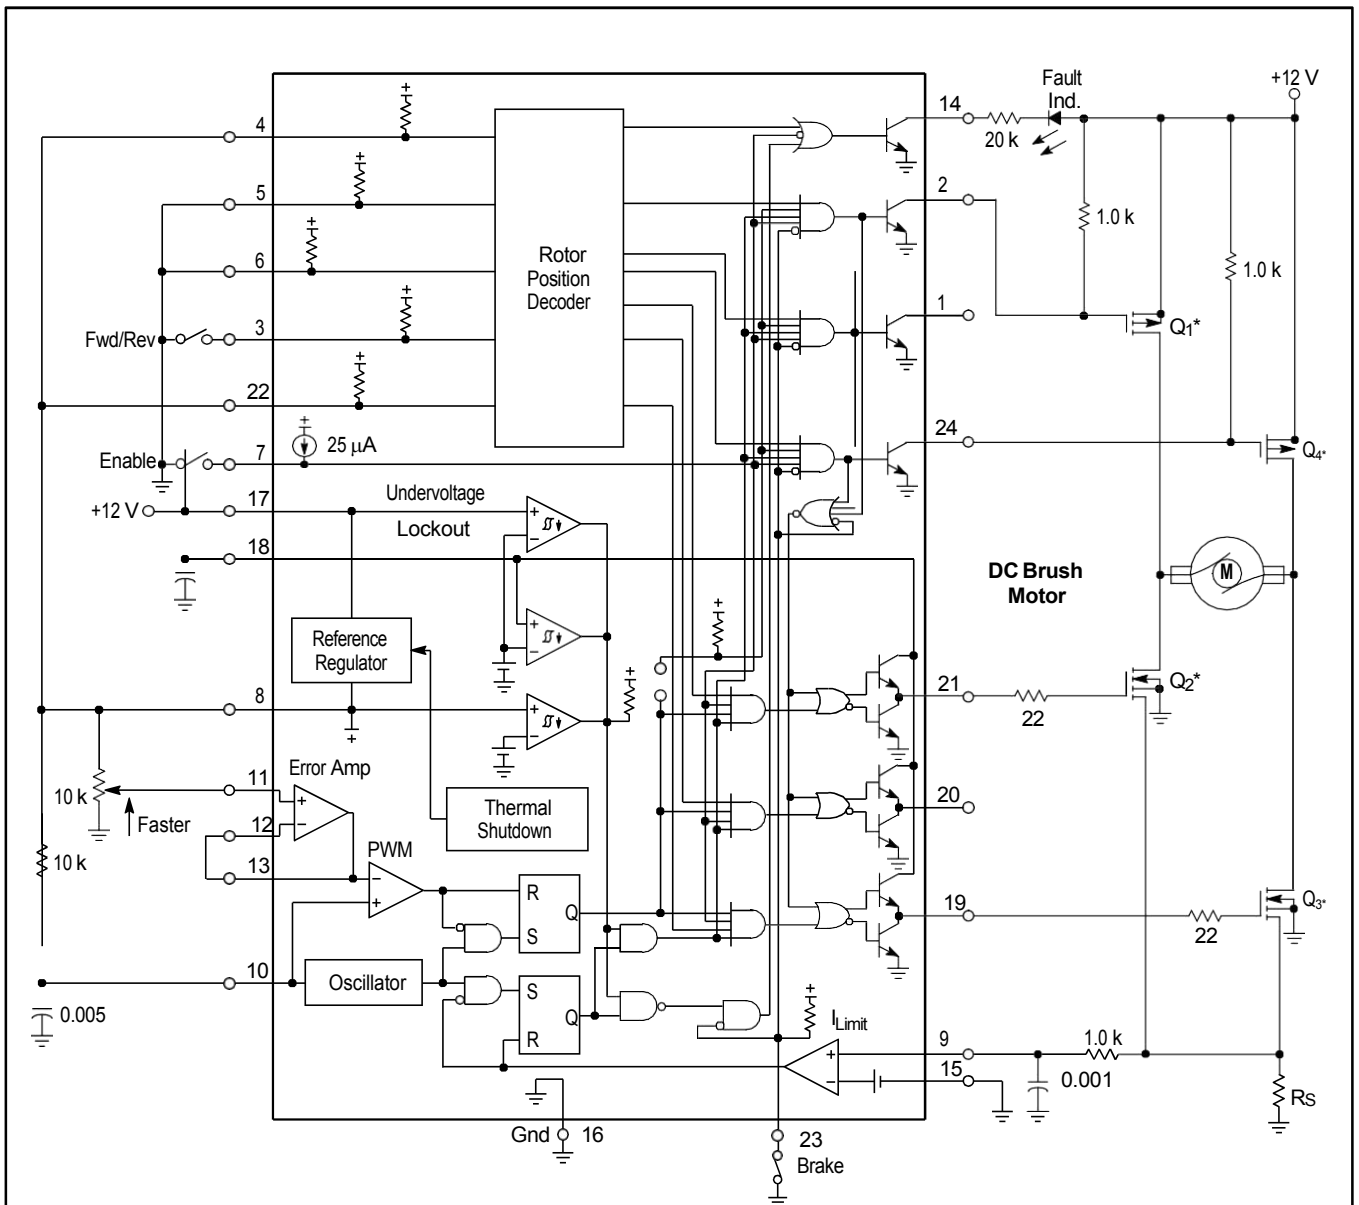 Fault
Ind.
+12 V
4
14
20 k
5
2
1.0 k
6
Rotor
Position
Decoder
1.0 k
Fwd/Rev
3
1
Q1*
22
24
Enable
7
25 µA
Q4*
+12 V
17
Undervoltage
Lockout
18
DC Brush
Motor
M
Reference
Regulator
8
21
22
Q2*
Error Amp
11
10 k
Faster
12
Thermal
Shutdown
20
PWM
13
10 k
R
Q
S
19
22
Q3*
10
Oscillator
S
Q
R
0.005
ILimit
9
1.0 k
15
0.001
RS
Gnd
16
23
Brake